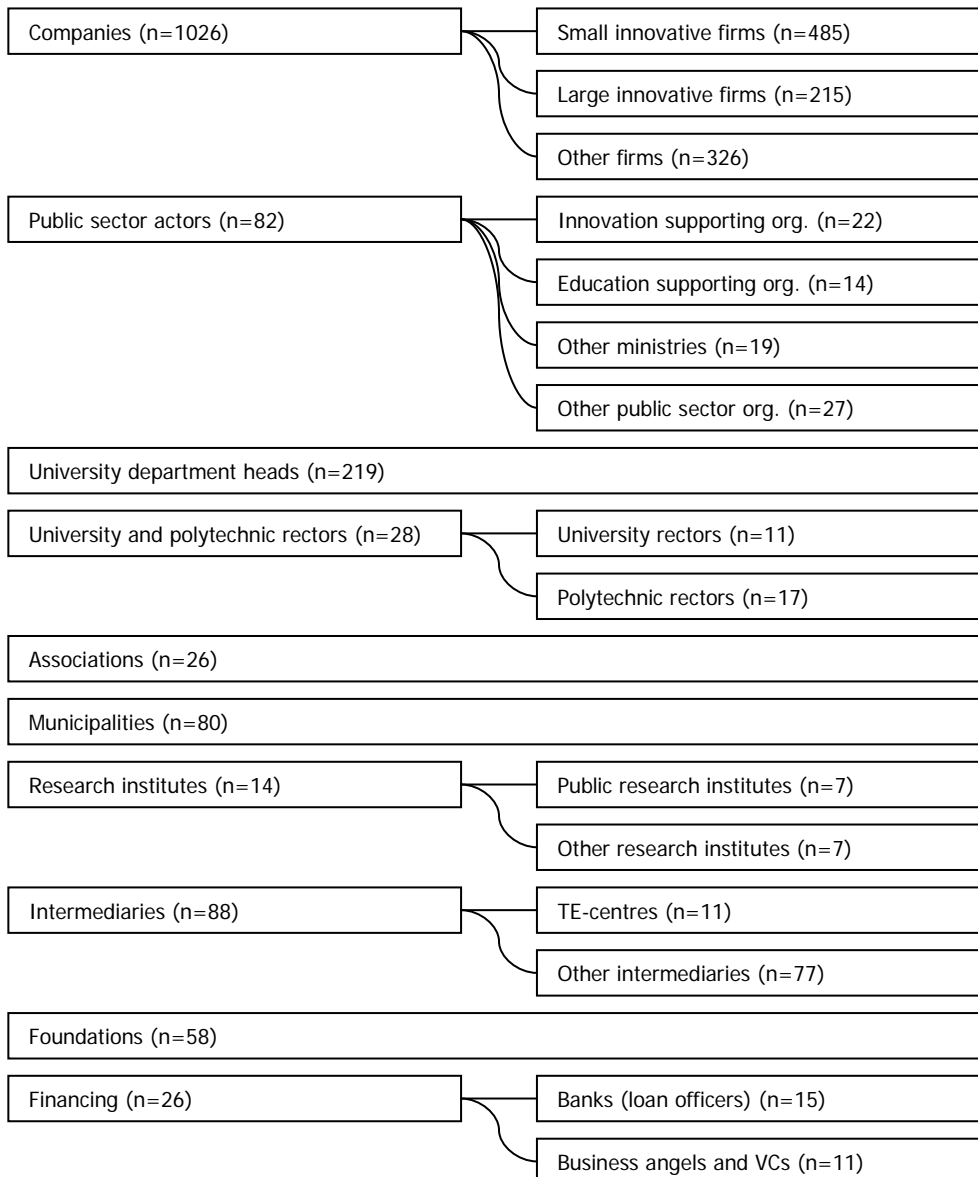 Companies (n=1026)
Small innovative firms (n=485)
Large innovative firms (n=215)
Other firms (n=326)
Public sector actors (n=82)
Innovation supporting org. (n=22)
Education supporting org. (n=14)
Other ministries (n=19)
Other public sector org. (n=27)
University department heads (n=219)
University and polytechnic rectors (n=28)
University rectors (n=11)
Polytechnic rectors (n=17)
Associations (n=26)
Municipalities (n=80)
Research institutes (n=14)
Public research institutes (n=7)
Other research institutes (n=7)
Intermediaries (n=88)
TE-centres (n=11)
Other intermediaries (n=77)
Foundations (n=58)
Financing (n=26)
Banks (loan officers) (n=15)
Business angels and VCs (n=11)